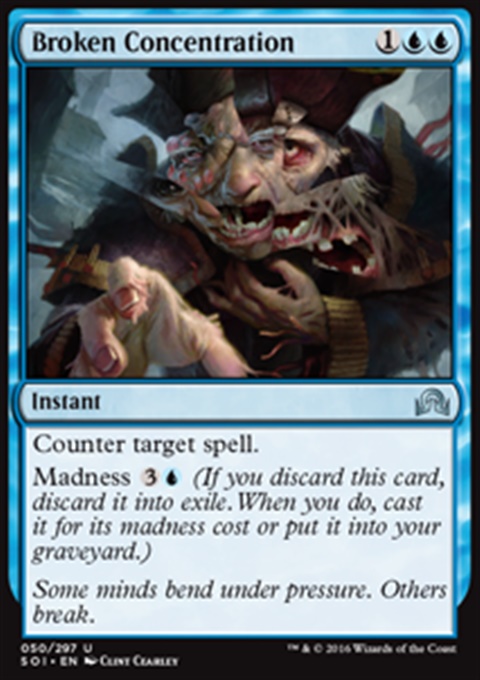 Broken Concentration 1
Instant
Counter target spell.
Madness 3 (If you discard this card,
discard it into exile. When you do, cast
it for its madness cost or put it into your
graveyard.)
Some minds bend under pressure. Others
break.
050/297 U
™ & © 2016 Wizards of the Coast
SOI • EN Clint Cearley